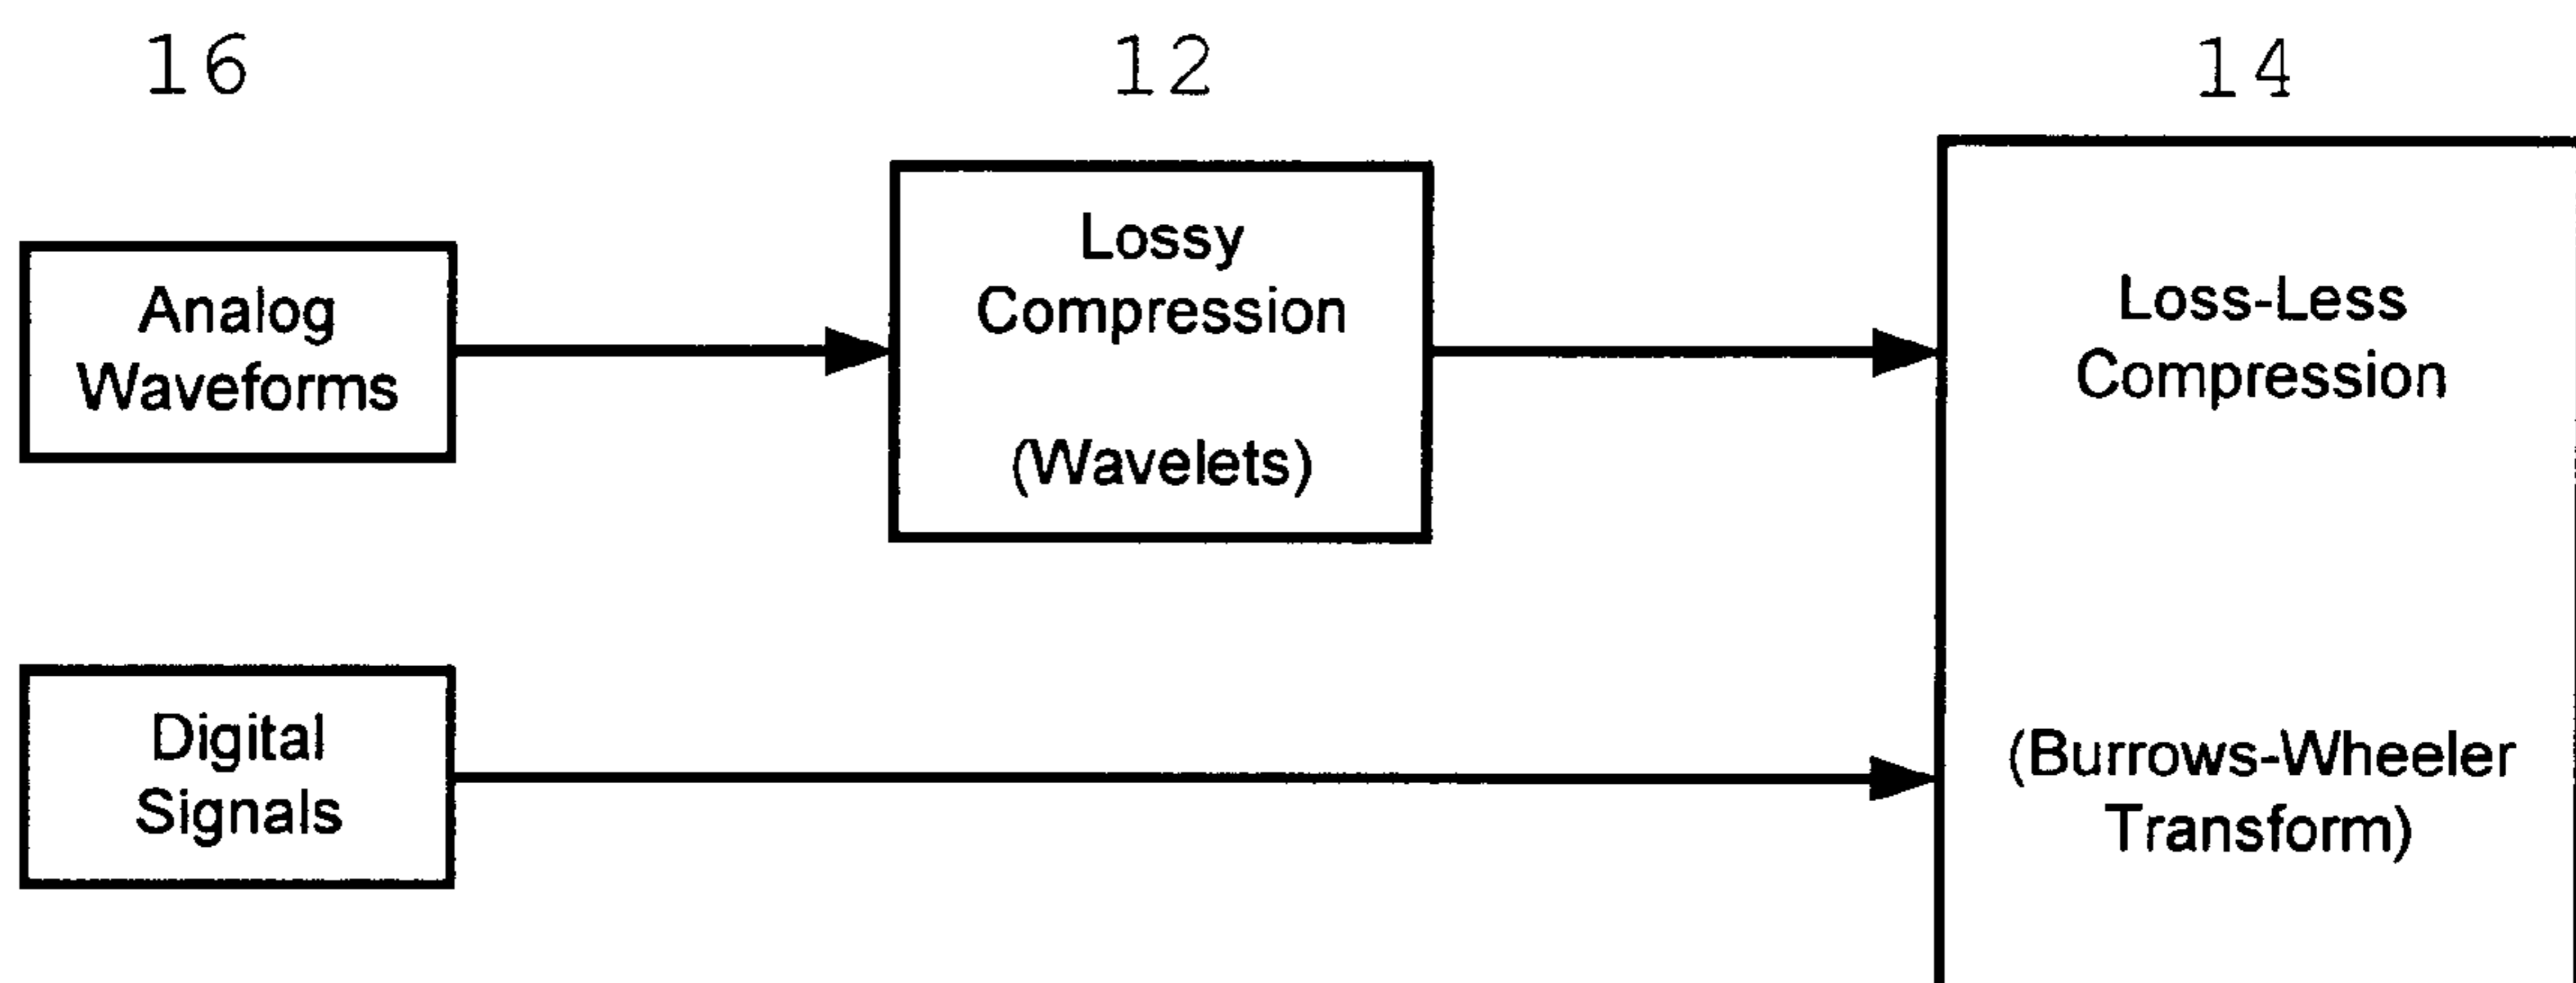 16
12
14
Analog
Waveforms
Lossy
Compression
(Wavelets)
Loss-Less
Compression
Digital
Signals
(Burrows-Wheeler
Transform)